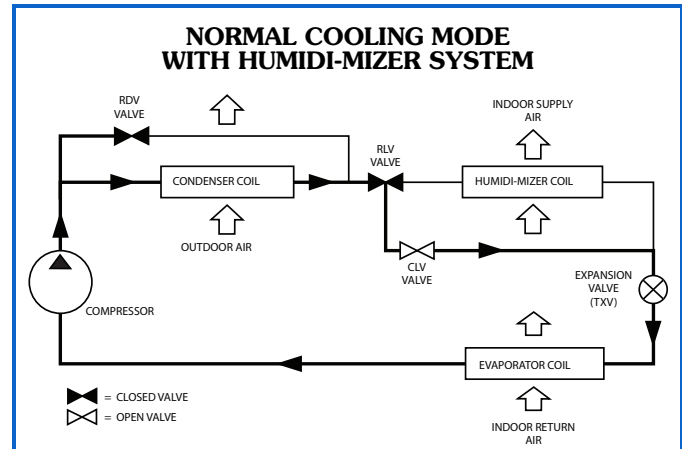 NORMAL COOLING MODE
WITH HUMIDI-MIZER SYSTEM
RDV
VALVE
INDOOR SUPPLY
AIR
RLV
VALVE
CONDENSER COIL
HUMIDI-MIZER COIL
OUTDOOR AIR
CLV
VALVE
EXPANSION
VALVE
(TXV)
COMPRESSOR
EVAPORATOR COIL
= CLOSED VALVE
= OPEN VALVE
INDOOR RETURN
AIR